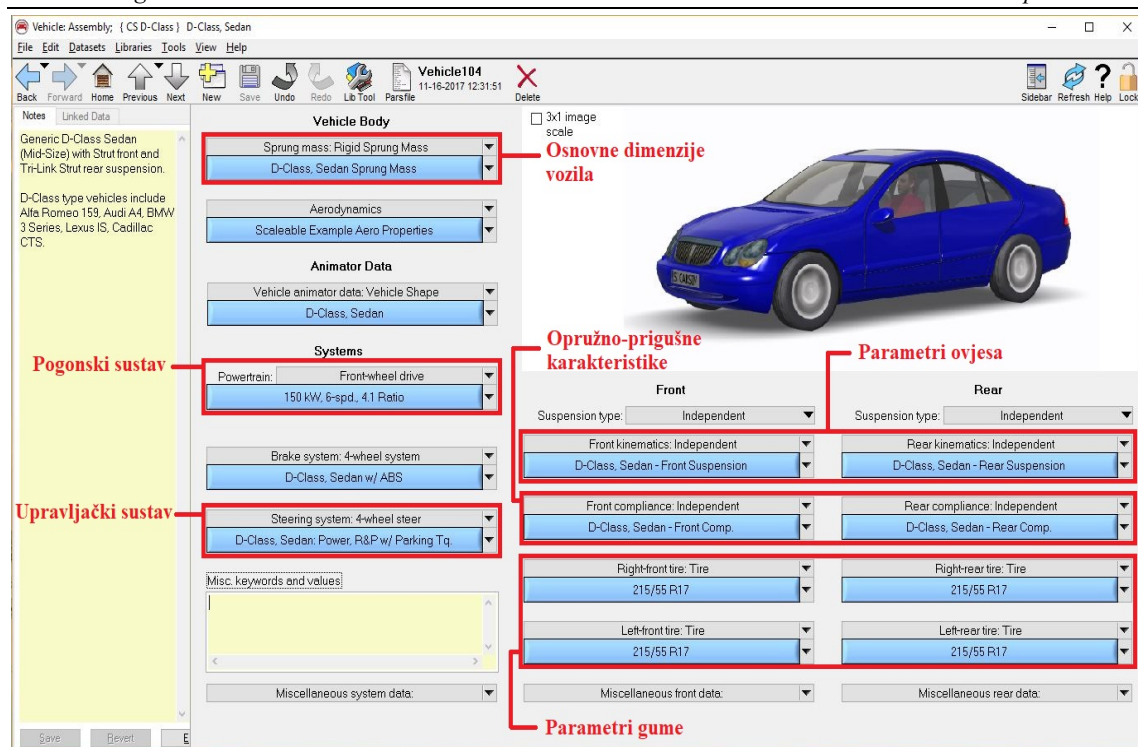 Vehicle: Assembly; { CS D-Class } D-Class, Sedan
File Edit Datasets Libraries Tools View Help
Vehicle104
11-16-2017 12:31:51
Back Forward Home Previous Next New Save Undo Redo Lib Tool Parsfile Delete Sidebar Refresh Help Lock
Notes Linked Data
Generic D-Class Sedan
(Mid-Size) with Strut front and
Tri-Link Strut rear suspension.
D-Class type vehicles include
Alfa Romeo 159, Audi A4, BMW
3 Series, Lexus IS, Cadillac
CTS.
Save Revert E
Vehicle Body
Sprung mass: Rigid Sprung Mass
D-Class, Sedan Sprung Mass
Aerodynamics
Scaleable Example Aero Properties
Animator Data
Vehicle animator data: Vehicle Shape
D-Class, Sedan
Systems
Powertrain: Front-wheel drive
150 kW, 6-spd., 4.1 Ratio
Brake system: 4-wheel system
D-Class, Sedan w/ ABS
Steering system: 4-wheel steer
D-Class, Sedan: Power, R&P w/ Parking Tq.
Misc. keywords and values
Miscellaneous system data:
Pogonski sustav
Upravljački sustav
3x1 image
scale
Osnovne dimenzije
vozila
Opružno-prigušne
karakteristike
Parametri ovjesa
Front Rear
Suspension type: Independent Suspension type: Independent
Front kinematics: Independent Rear kinematics: Independent
D-Class, Sedan - Front Suspension D-Class, Sedan - Rear Suspension
Front compliance: Independent Rear compliance: Independent
D-Class, Sedan - Front Comp. D-Class, Sedan - Rear Comp.
Right-front tire: Tire Right-rear tire: Tire
215/55 R17 215/55 R17
Left-front tire: Tire Left-rear tire: Tire
215/55 R17 215/55 R17
Miscellaneous front data: Miscellaneous rear data:
Parametri gume